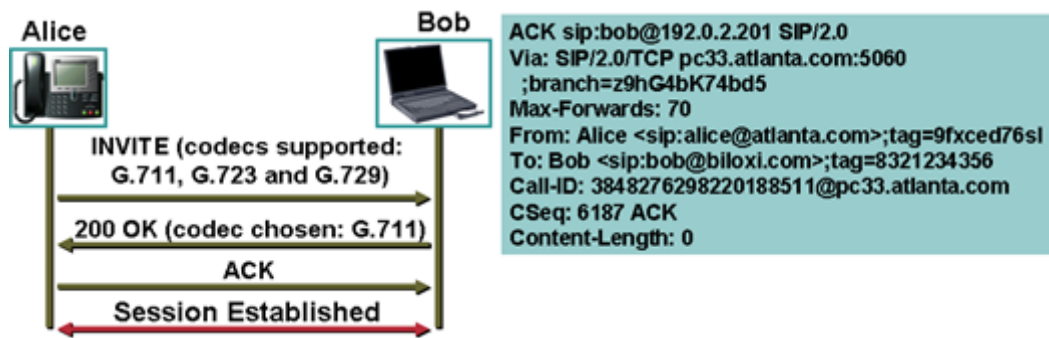 Alice
Bob
INVITE (codecs supported:
G.711, G.723 and G.729)
200 OK (codec chosen: G.711)
ACK
Session Established
ACK sip:bob@192.0.2.201 SIP/2.0
Via: SIP/2.0/TCP pc33.atlanta.com:5060
;branch=z9hG4bK74bd5
Max-Forwards: 70
From: Alice <sip:alice@atlanta.com>;tag=9fxced76sl
To: Bob <sip:bob@biloxi.com>;tag=8321234356
Call-ID: 3848276298220188511@pc33.atlanta.com
CSeq: 6187 ACK
Content-Length: 0